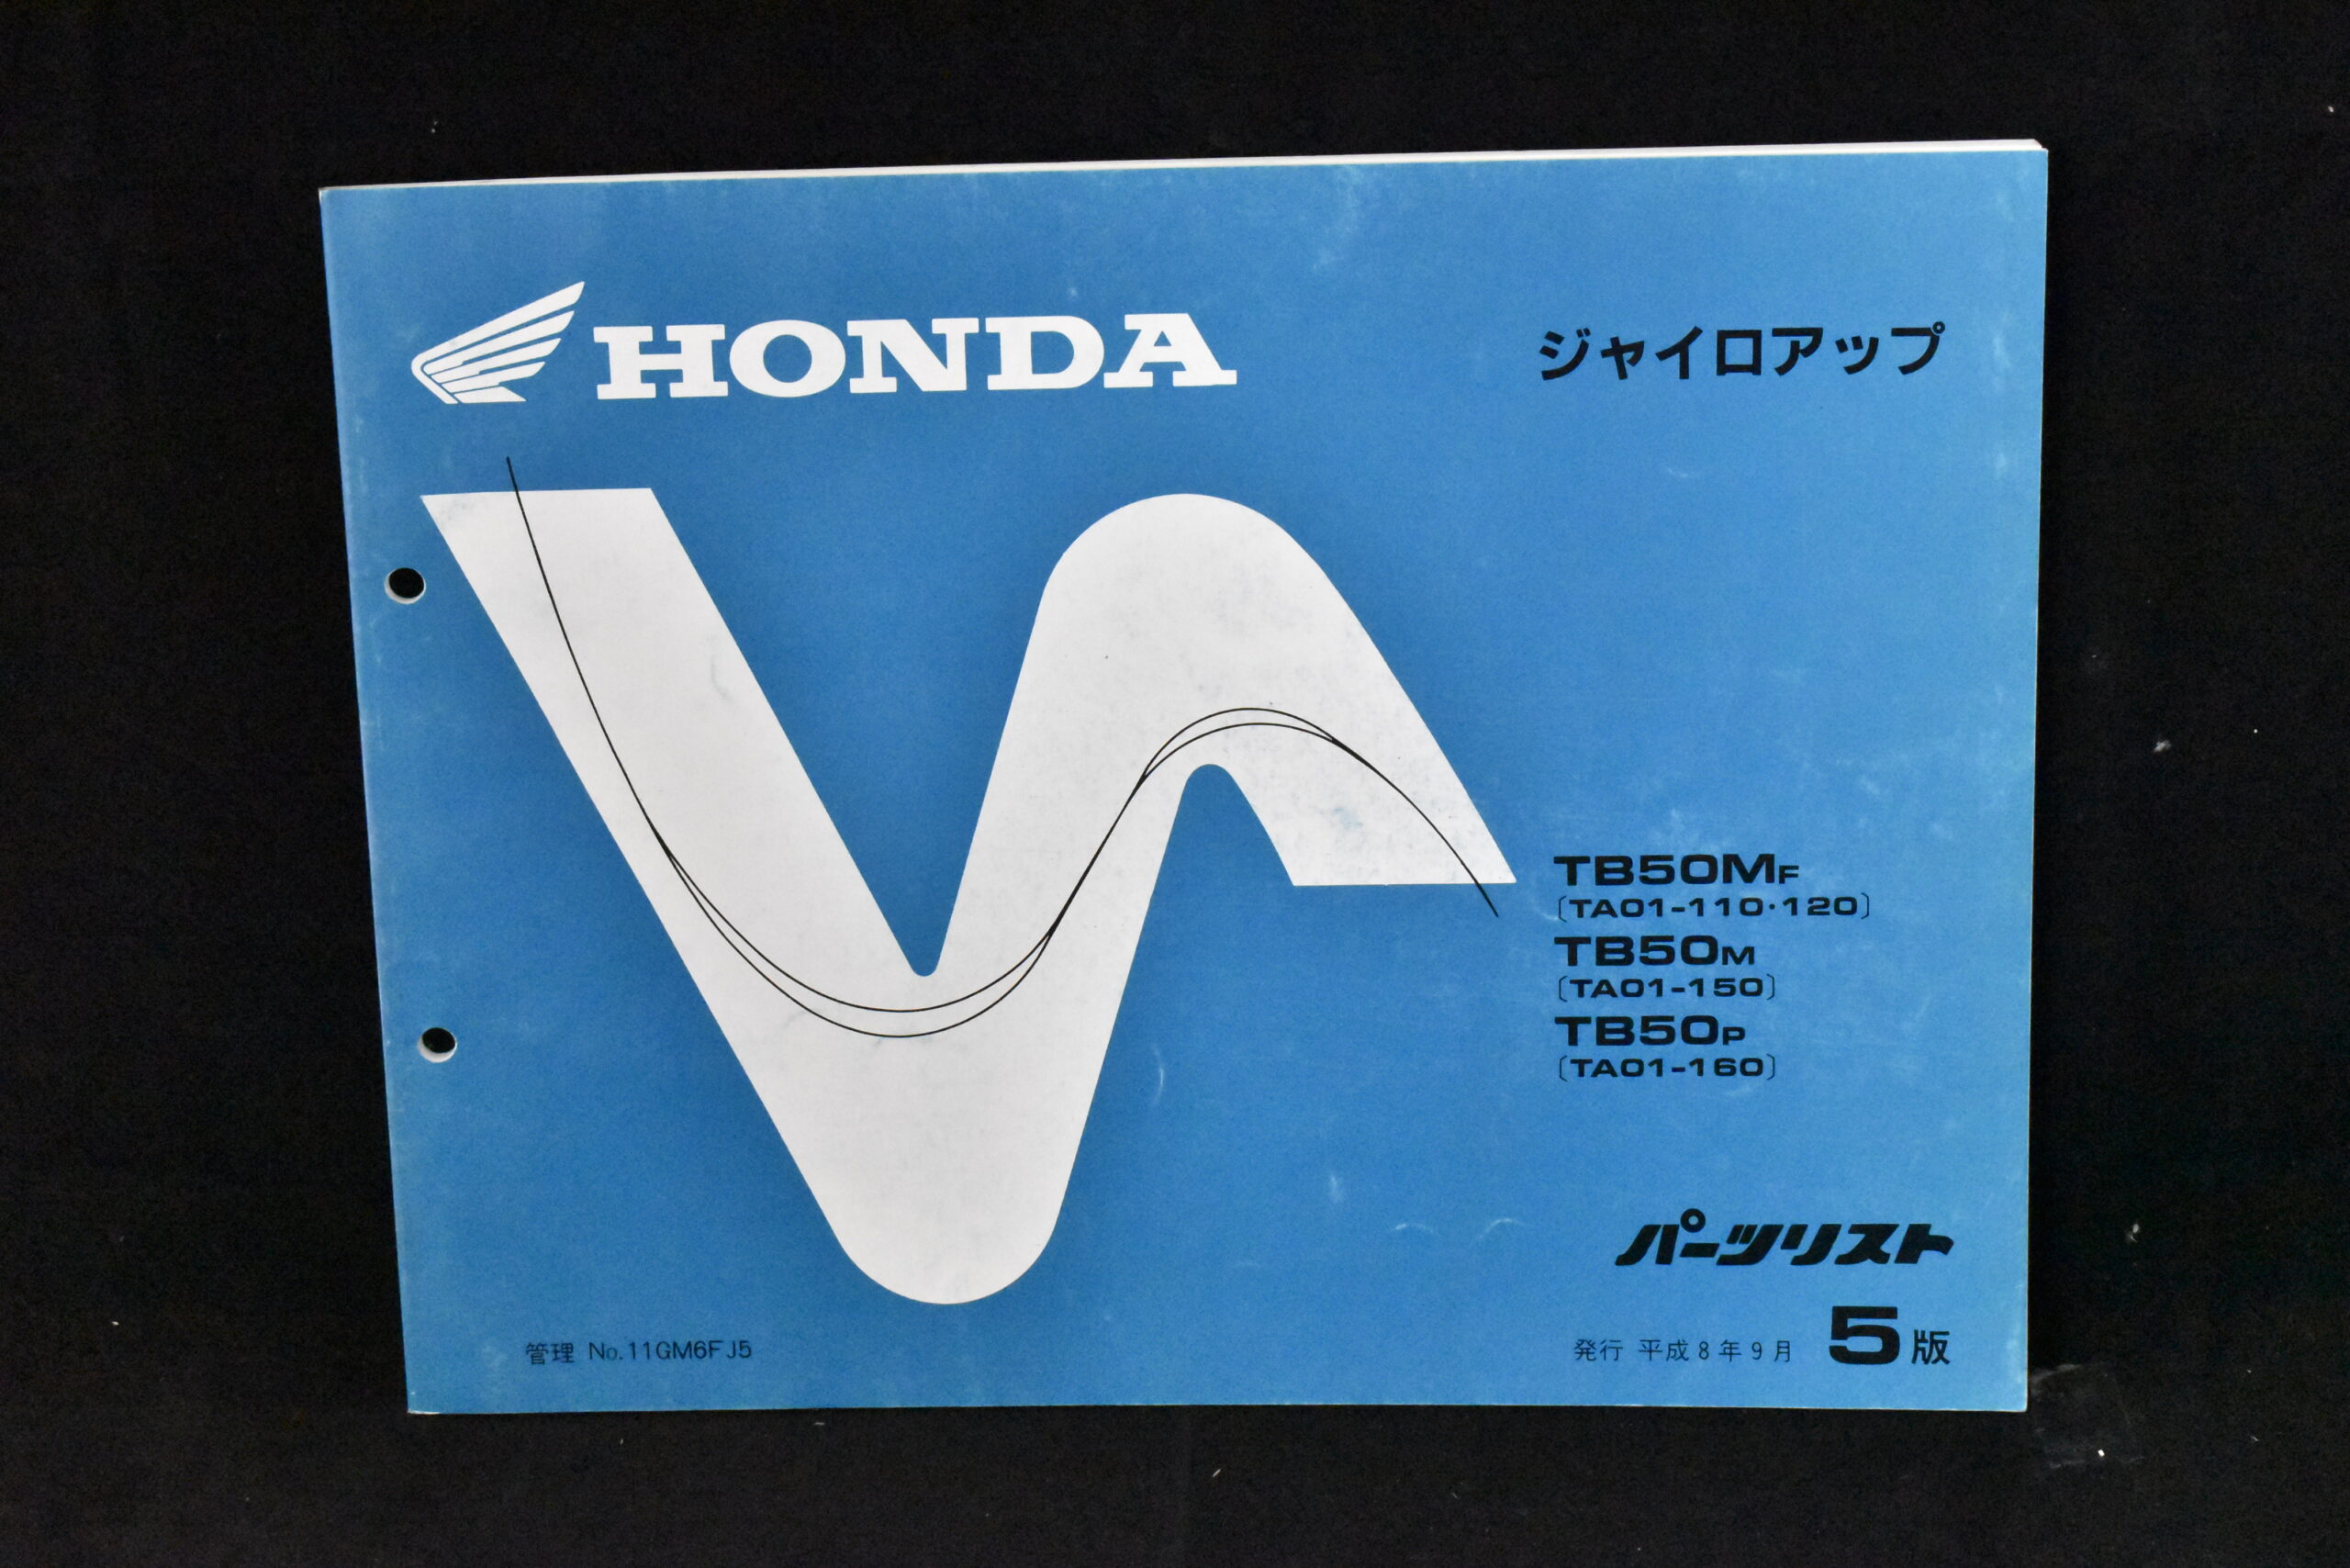 HONDA
ジャイロアップ
TB50MF
〔TA01-110・120〕
TB50M
〔TA01-150〕
TB50P
〔TA01-160〕
パーツリスト
管理 No.11GM6FJ5
発行 平成8年9月 5版